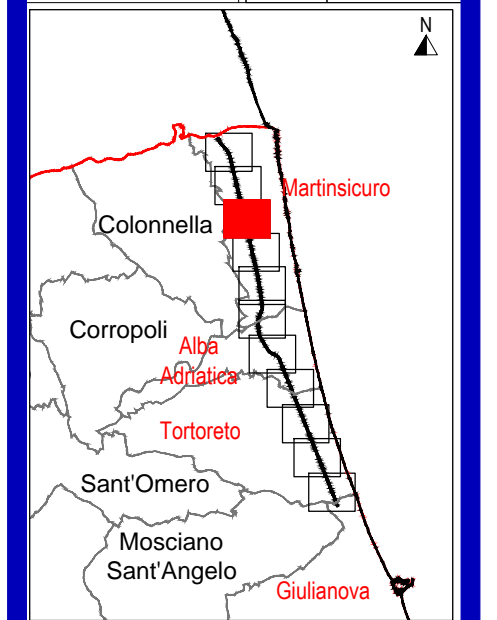 N
Martinsicuro
Colonnella
Corropoli
Alba
Adriatica
Tortoreto
Sant'Omero
Mosciano
Sant'Angelo
Giulianova